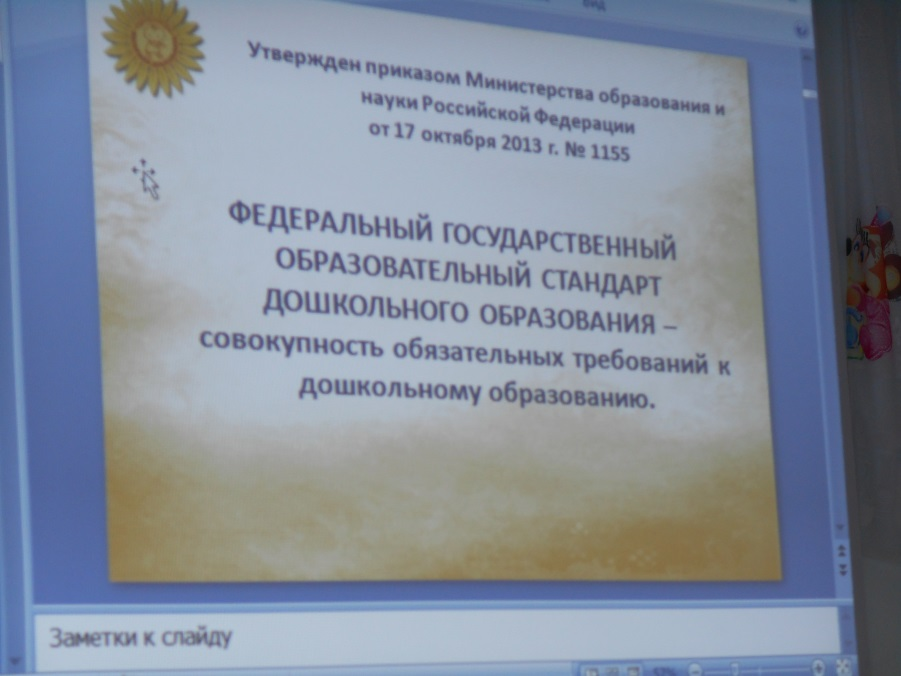 Утвержден приказом Министерства образования и
науки Российской Федерации
от 17 октября 2013 г. № 1155
ФЕДЕРАЛЬНЫЙ ГОСУДАРСТВЕННЫЙ
ОБРАЗОВАТЕЛЬНЫЙ СТАНДАРТ
ДОШКОЛЬНОГО ОБРАЗОВАНИЯ –
совокупность обязательных требований к
дошкольному образованию.
Заметки к слайду